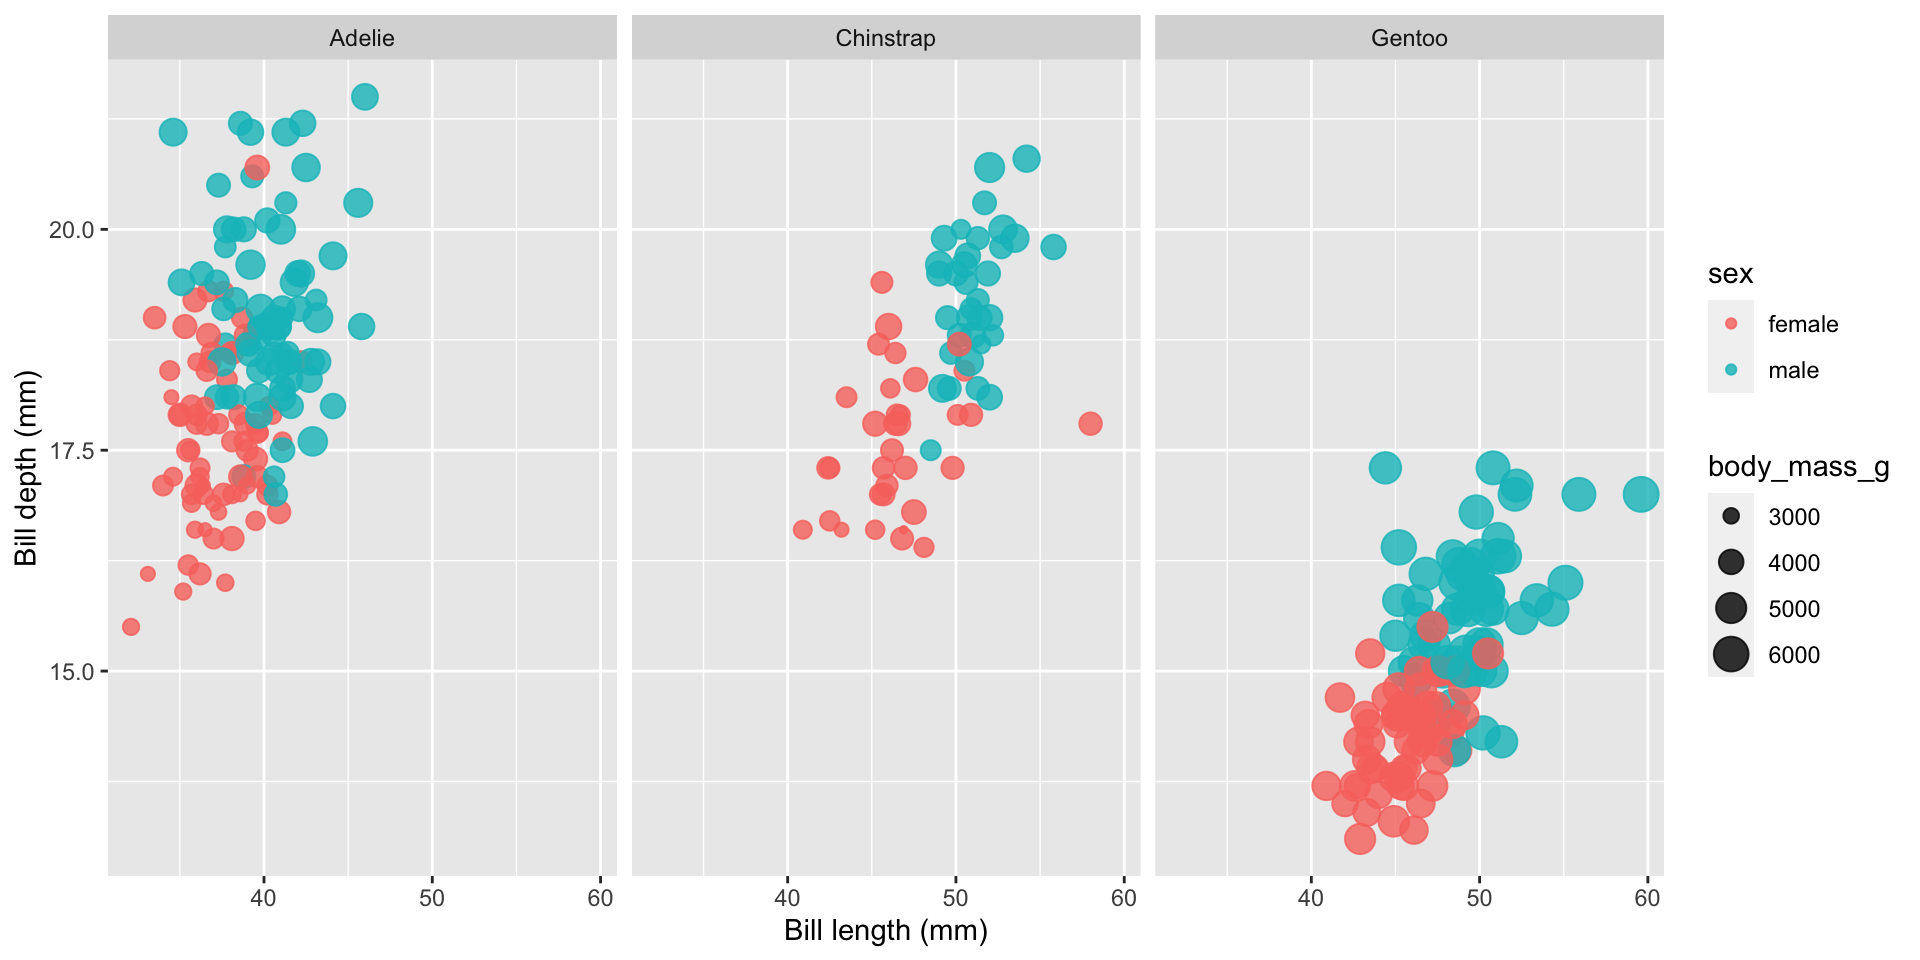 Adelie
Chinstrap
Gentoo
Bill depth (mm)
20.0
17.5
15.0
40
50
60
40
50
60
40
50
60
Bill length (mm)
sex
female
male
body_mass_g
3000
4000
5000
6000